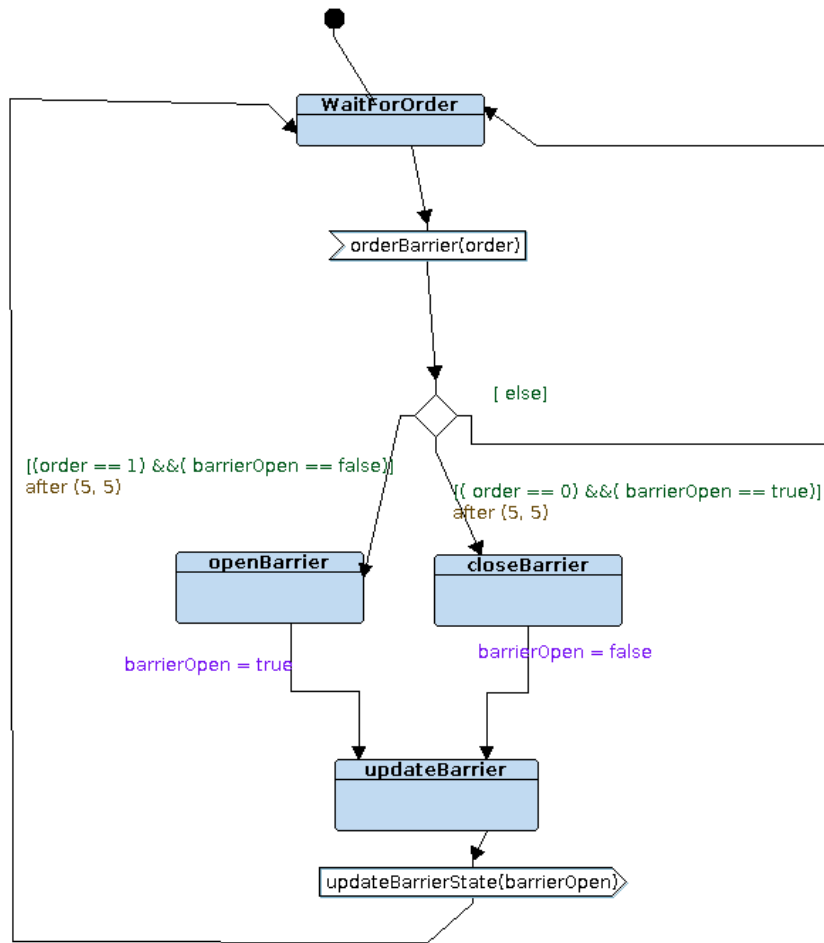 WaitForOrder
orderBarrier(order)
[ else]
[(order == 1) &&( barrierOpen == false)]
after (5, 5)
[( order == 0) &&( barrierOpen == true)]
after (5, 5)
openBarrier
closeBarrier
barrierOpen = true
barrierOpen = false
updateBarrier
updateBarrierState(barrierOpen)